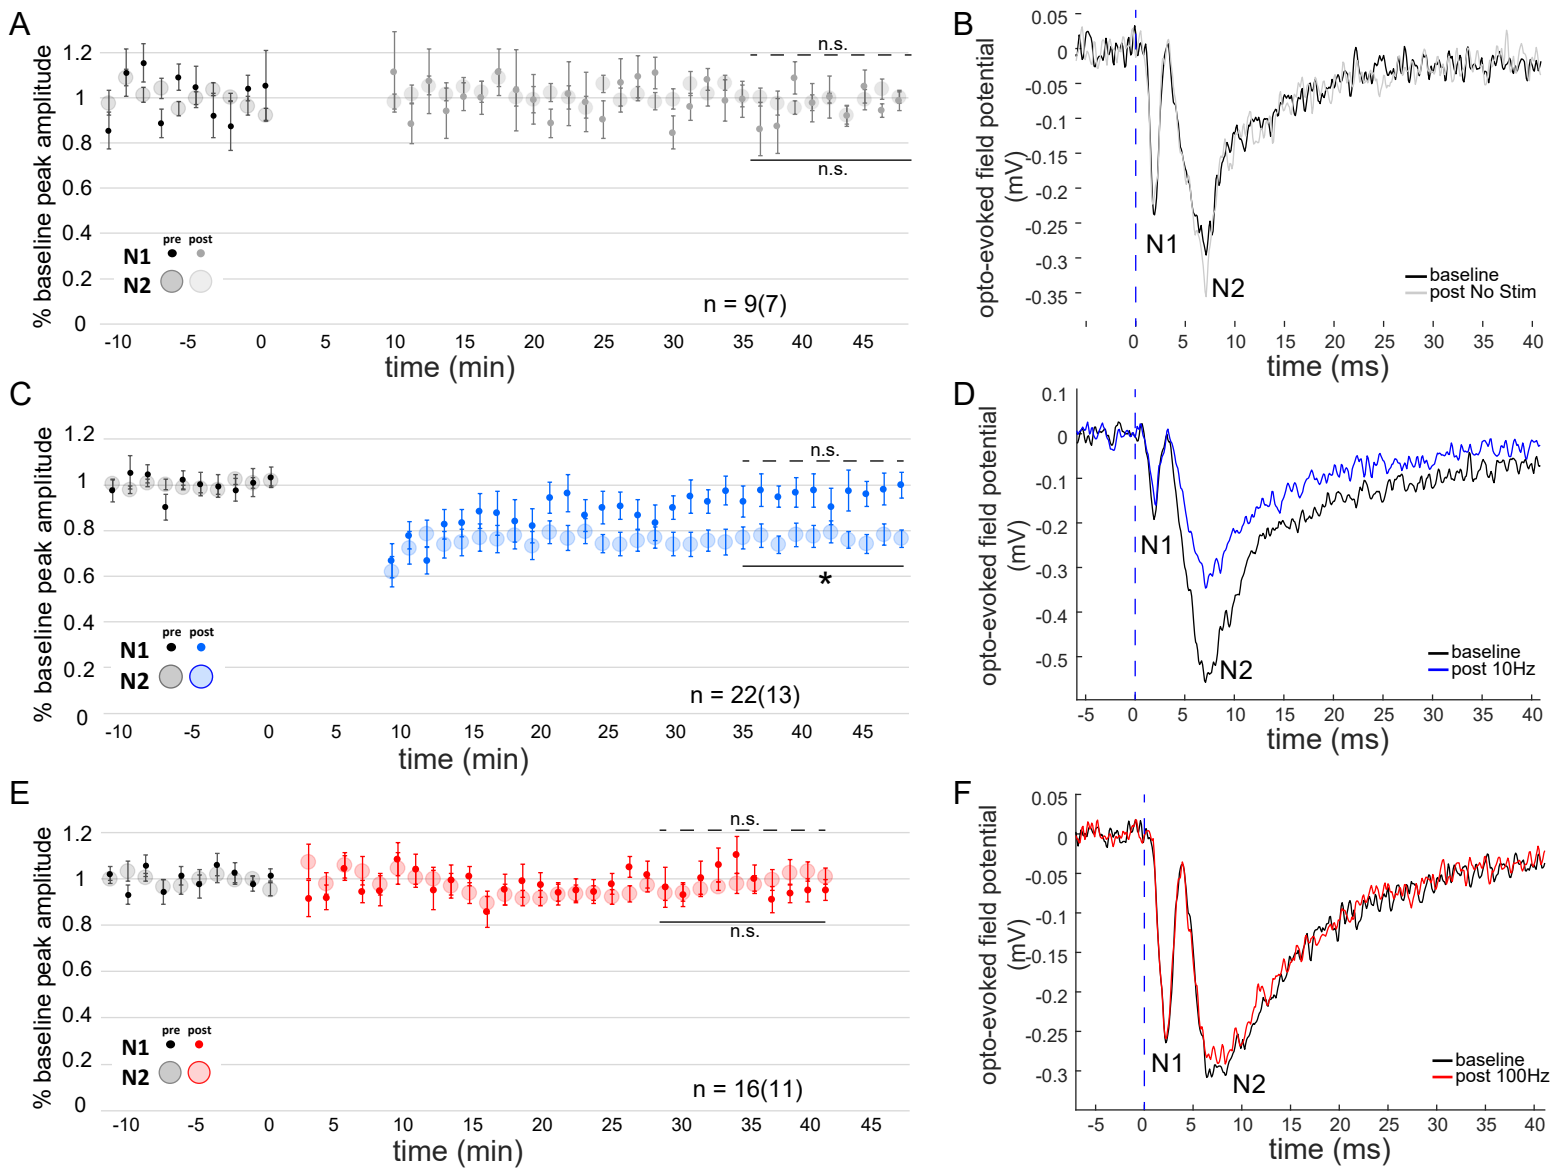 A
% baseline peak amplitude
1.2
1
0.8
0.6
0.4
0.2
0
n.s.
n.s.
pre post
N1
N2
n = 9(7)
-10 -5 0 5 10 15 20 25 30 35 40 45
time (min)
B
opto-evoked field potential
(mV)
0.05
0
-0.05
-0.1
-0.15
-0.2
-0.25
-0.3
-0.35
N1
N2
baseline
post No Stim
0 5 10 15 20 25 30 35 40
time (ms)
C
% baseline peak amplitude
1.2
1
0.8
0.6
0.4
0.2
0
n.s.
*
pre post
N1
N2
n = 22(13)
-10 -5 0 5 10 15 20 25 30 35 40 45
time (min)
D
opto-evoked field potential
(mV)
0.1
0
-0.1
-0.2
-0.3
-0.4
-0.5
N1
N2
baseline
post 10Hz
-5 0 5 10 15 20 25 30 35 40
time (ms)
E
% baseline peak amplitude
1.2
1
0.8
0.6
0.4
0.2
0
n.s.
n.s.
pre post
N1
N2
n = 16(11)
-10 -5 0 5 10 15 20 25 30 35 40 45
time (min)
F
opto-evoked field potential
(mV)
0.05
0
-0.05
-0.1
-0.15
-0.2
-0.25
-0.3
N1
N2
baseline
post 100Hz
-5 0 5 10 15 20 25 30 35 40
time (ms)